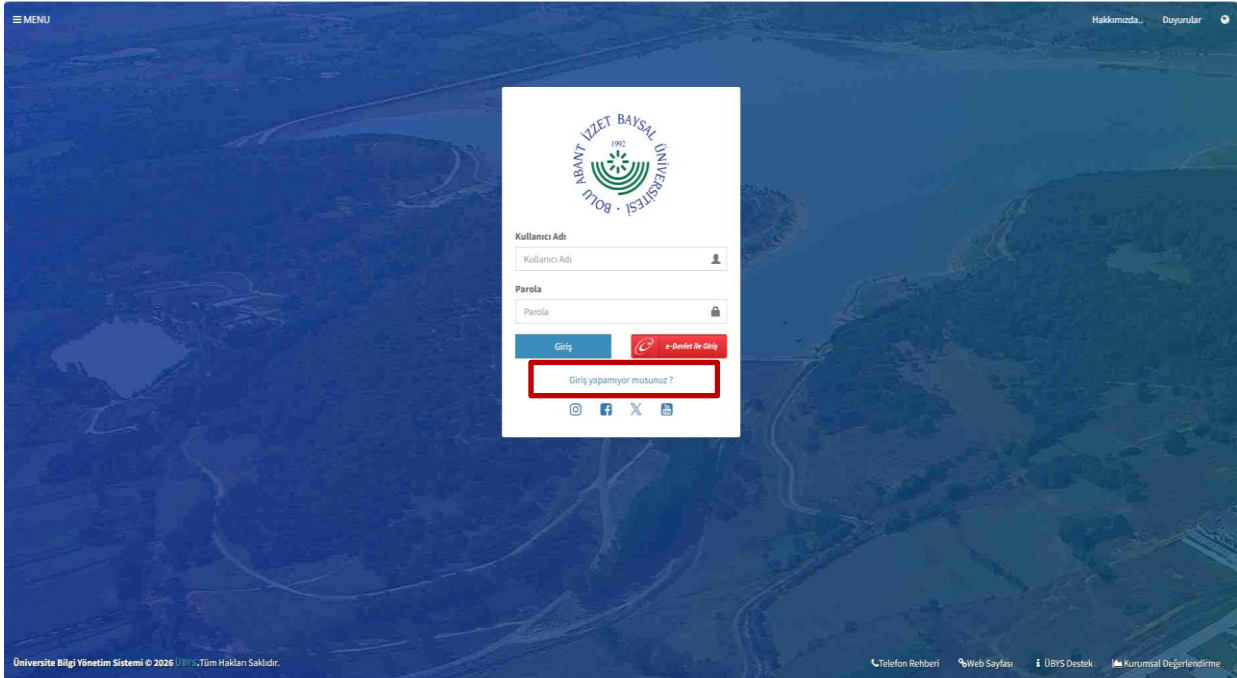 MENU
Hakkımızda.. Duyurular
BOLU ABANT İZZET BAYSAL ÜNİVERSİTESİ
1992
Kullanıcı Adı
Kullanıcı Adı
Parola
Parola
Giriş e-Devlet ile Giriş
Giriş yapamıyor musunuz ?
Üniversite Bilgi Yönetim Sistemi © 2026 ÜBYS.Tüm Hakları Saklıdır.
Telefon Rehberi Web Sayfası ÜBYS Destek Kurumsal Değerlendirme